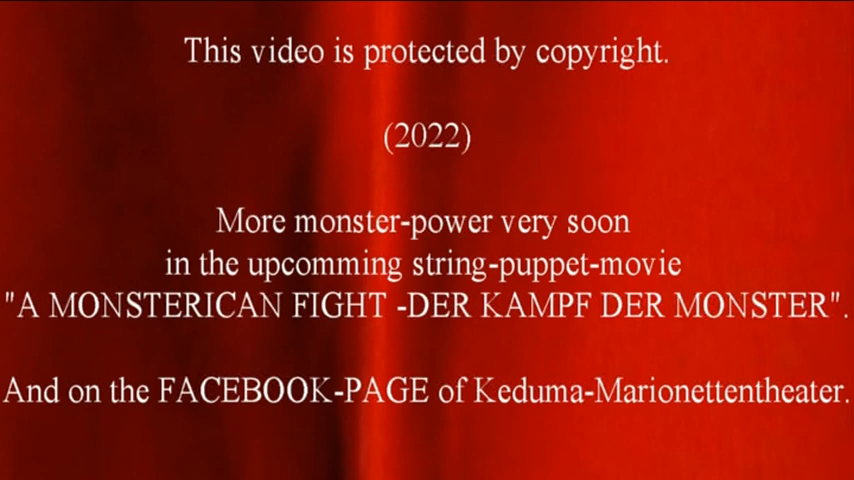 This video is protected by copyright.
(2022)
More monster-power very soon
in the upcomming string-puppet-movie
"A MONSTERICAN FIGHT -DER KAMPF DER MONSTER".
And on the FACEBOOK-PAGE of Keduma-Marionettentheater.